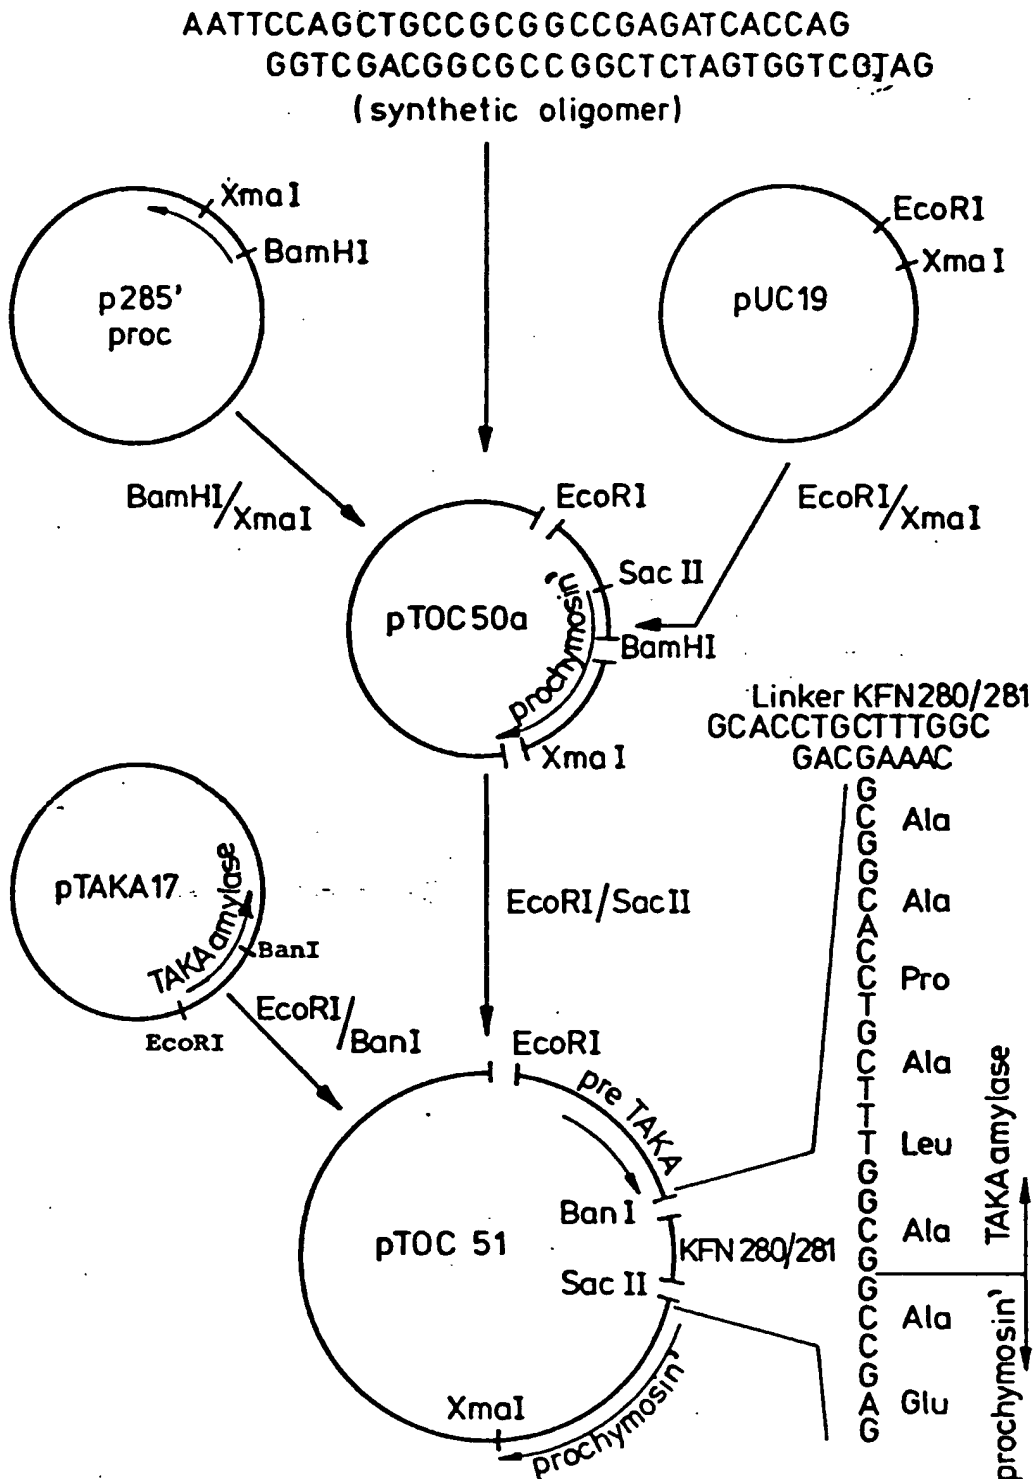 AATTCCAGCTGCCGCGGCCGAGATCACCAG
GGTCGACGGCGCCGGCTCTAGTGGTCGTAG
(synthetic oligomer)
XmaI
BamHI
p285'
proc
EcoRI
XmaI
pUC19
BamHI/XmaI
EcoRI/XmaI
EcoRI
Sac II
BamHI
XmaI
pTOC50a
prochymosin'
Linker KFN280/281
GCACCTGCTTTGGC
GACGAAAC
pTAKA17
TAKA amylase
BanI
EcoRI
EcoRI/BanI
EcoRI/SacII
EcoRI
pre TAKA
Ban I
KFN 280/281
Sac II
pTOC 51
XmaI
prochymosin'
G
C Ala
G
G
C Ala
A
C
C Pro
T
G
C Ala
T
T
T Leu
G
G
C Ala
G
G
C Ala
C
G
A Glu
G
TAKA amylase
prochymosin'